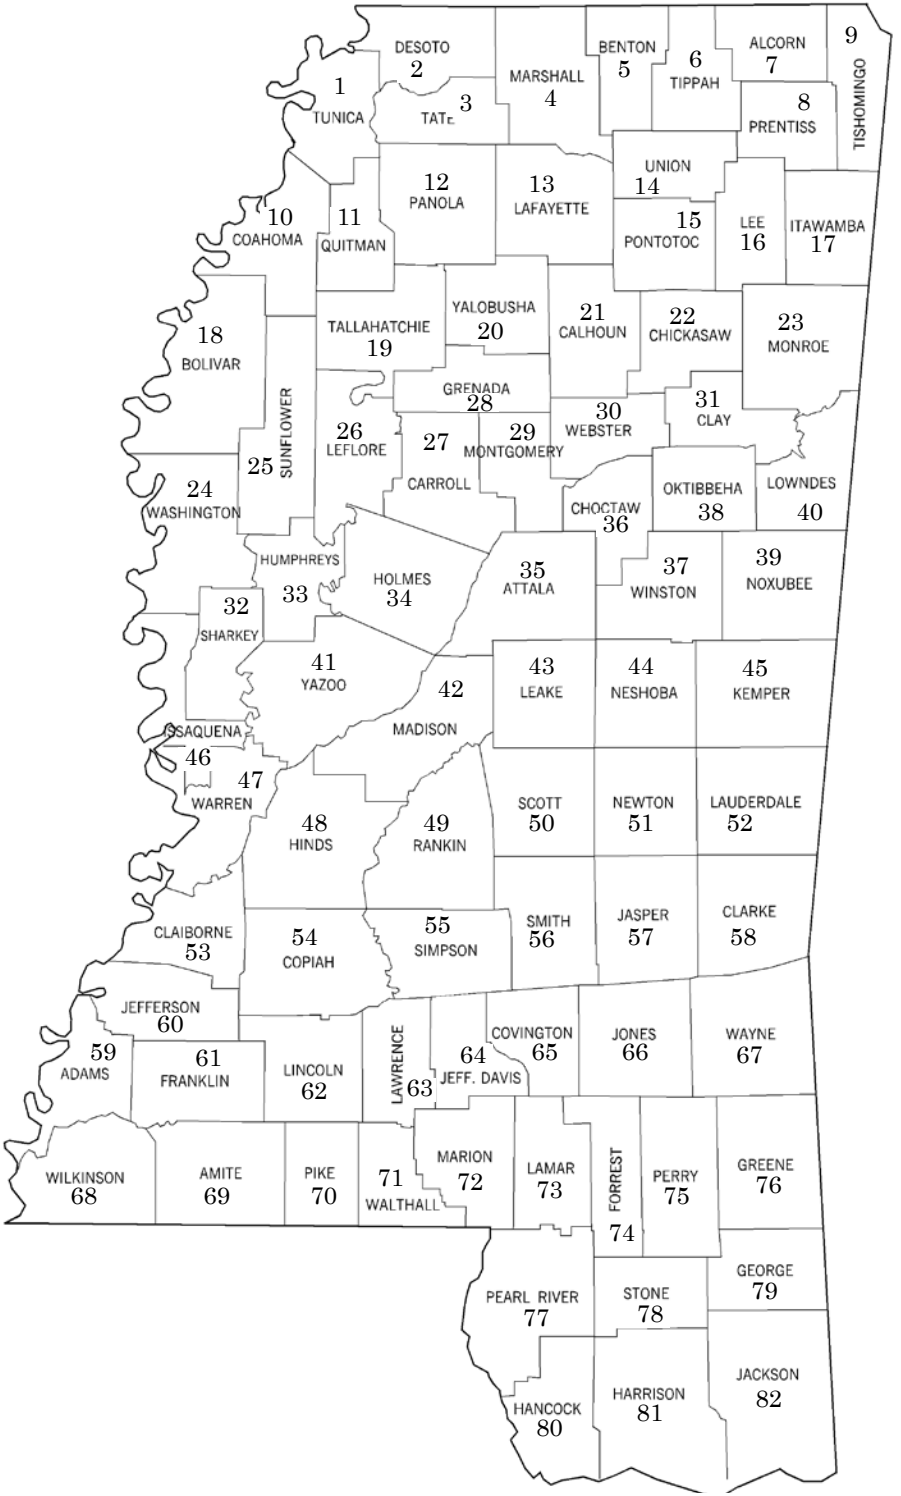 DESOTO
2
BENTON
5
6
TIPPAH
ALCORN
7
9
TISHOMINGO
1
TUNICA
3
TATE
MARSHALL
4
8
PRENTISS
UNION
14
12
PANOLA
13
LAFAYETTE
10
COAHOMA
11
QUITMAN
15
PONTOTOC
LEE
16
ITAWAMBA
17
18
BOLIVAR
TALLAHATCHIE
19
YALOBUSHA
20
21
CALHOUN
22
CHICKASAW
23
MONROE
GRENADA
28
31
CLAY
30
WEBSTER
SUNFLOWER
25
26
LEFLORE
27
CARROLL
29
MONTGOMERY
24
WASHINGTON
CHOCTAW
36
OKTIBBEHA
38
LOWNDES
40
HUMPHREYS
33
HOLMES
34
35
ATTALA
37
WINSTON
39
NOXUBEE
32
SHARKEY
41
YAZOO
42
MADISON
43
LEAKE
44
NESHOBA
45
KEMPER
ISSAQUENA
46
47
WARREN
48
HINDS
49
RANKIN
SCOTT
50
NEWTON
51
LAUDERDALE
52
CLAIBORNE
53
54
COPIAH
55
SIMPSON
SMITH
56
JASPER
57
CLARKE
58
JEFFERSON
60
59
ADAMS
61
FRANKLIN
LINCOLN
62
LAWRENCE
63
64
JEFF. DAVIS
COVINGTON
65
JONES
66
WAYNE
67
WILKINSON
68
AMITE
69
PIKE
70
71
WALTHALL
MARION
72
LAMAR
73
FORREST
74
PERRY
75
GREENE
76
PEARL RIVER
77
STONE
78
GEORGE
79
HANCOCK
80
HARRISON
81
JACKSON
82